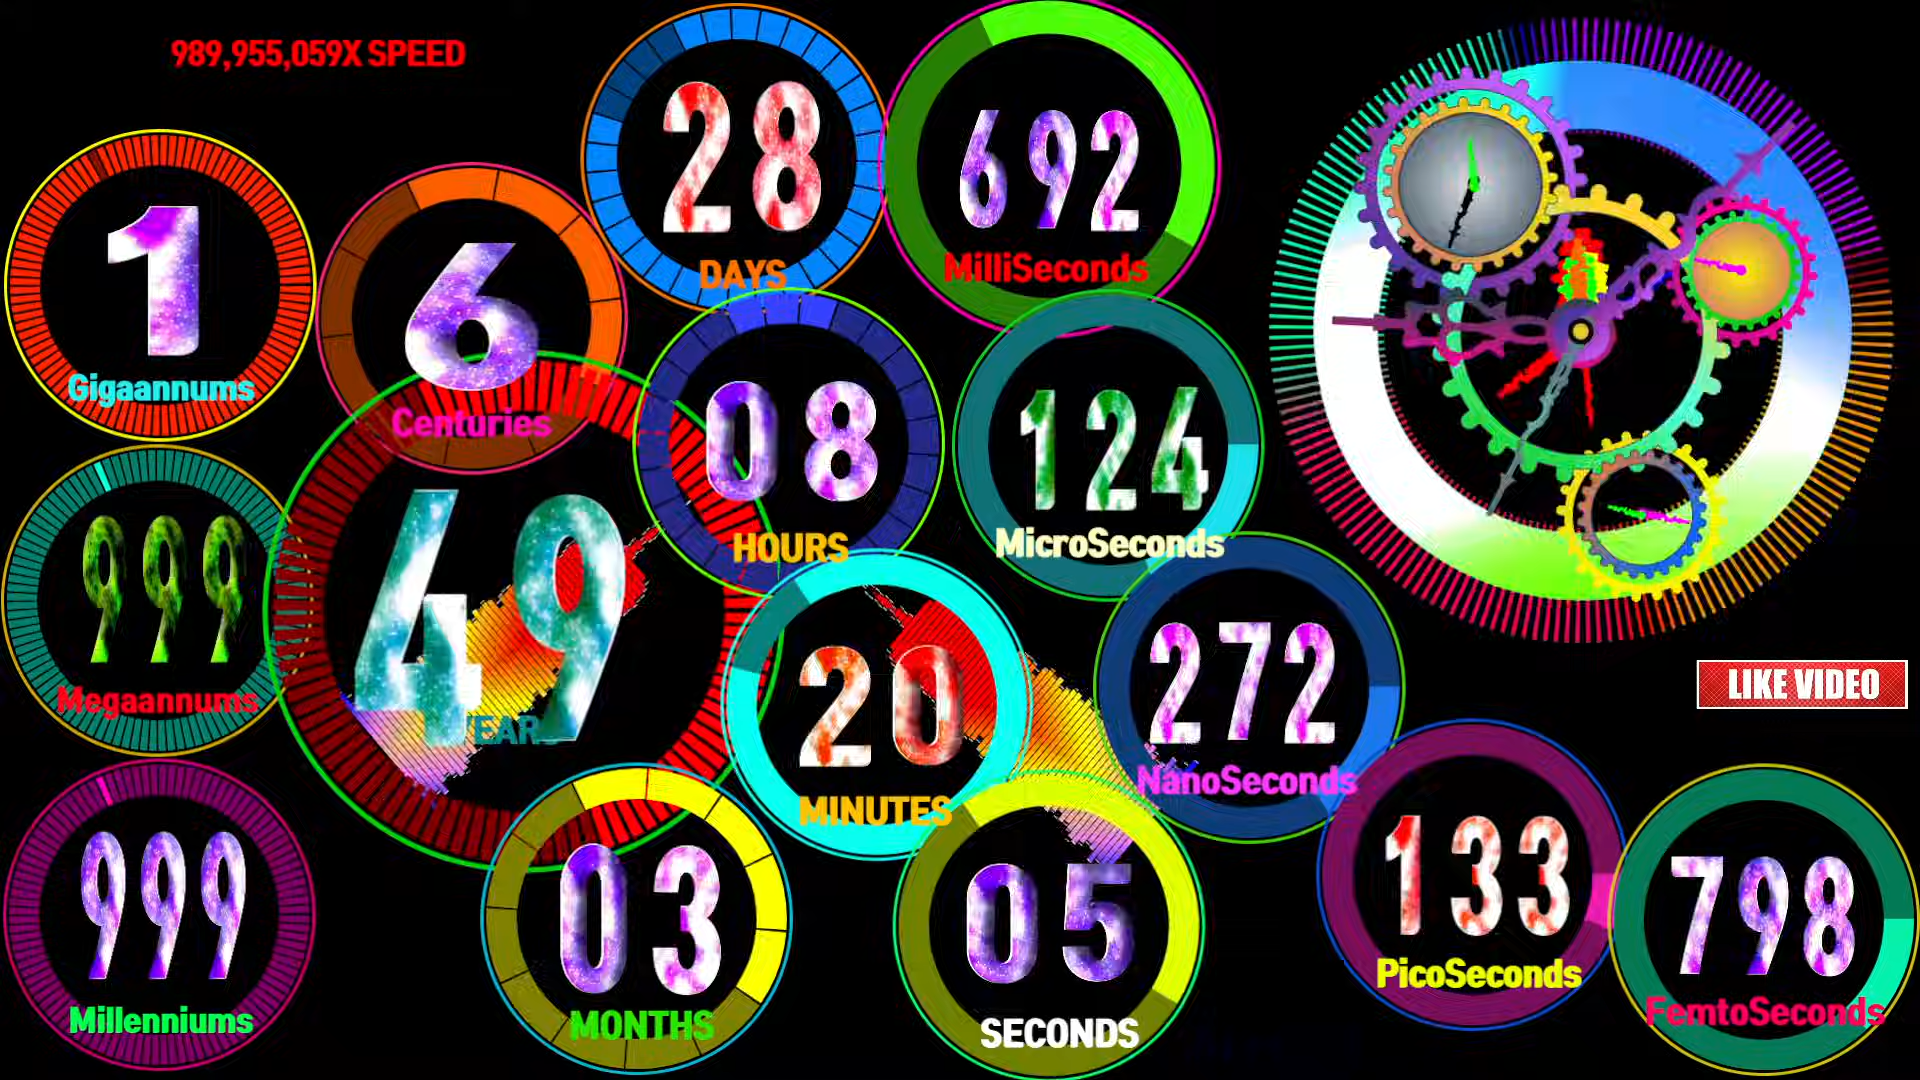 989,955,059X SPEED
1
Gigaannums
6
Centuries
28
DAYS
692
MilliSeconds
999
Megaannums
49
08
HOURS
124
MicroSeconds
20
MINUTES
272
NanoSeconds
LIKE VIDEO
999
Millenniums
03
MONTHS
05
SECONDS
133
PicoSeconds
798
FemtoSeconds